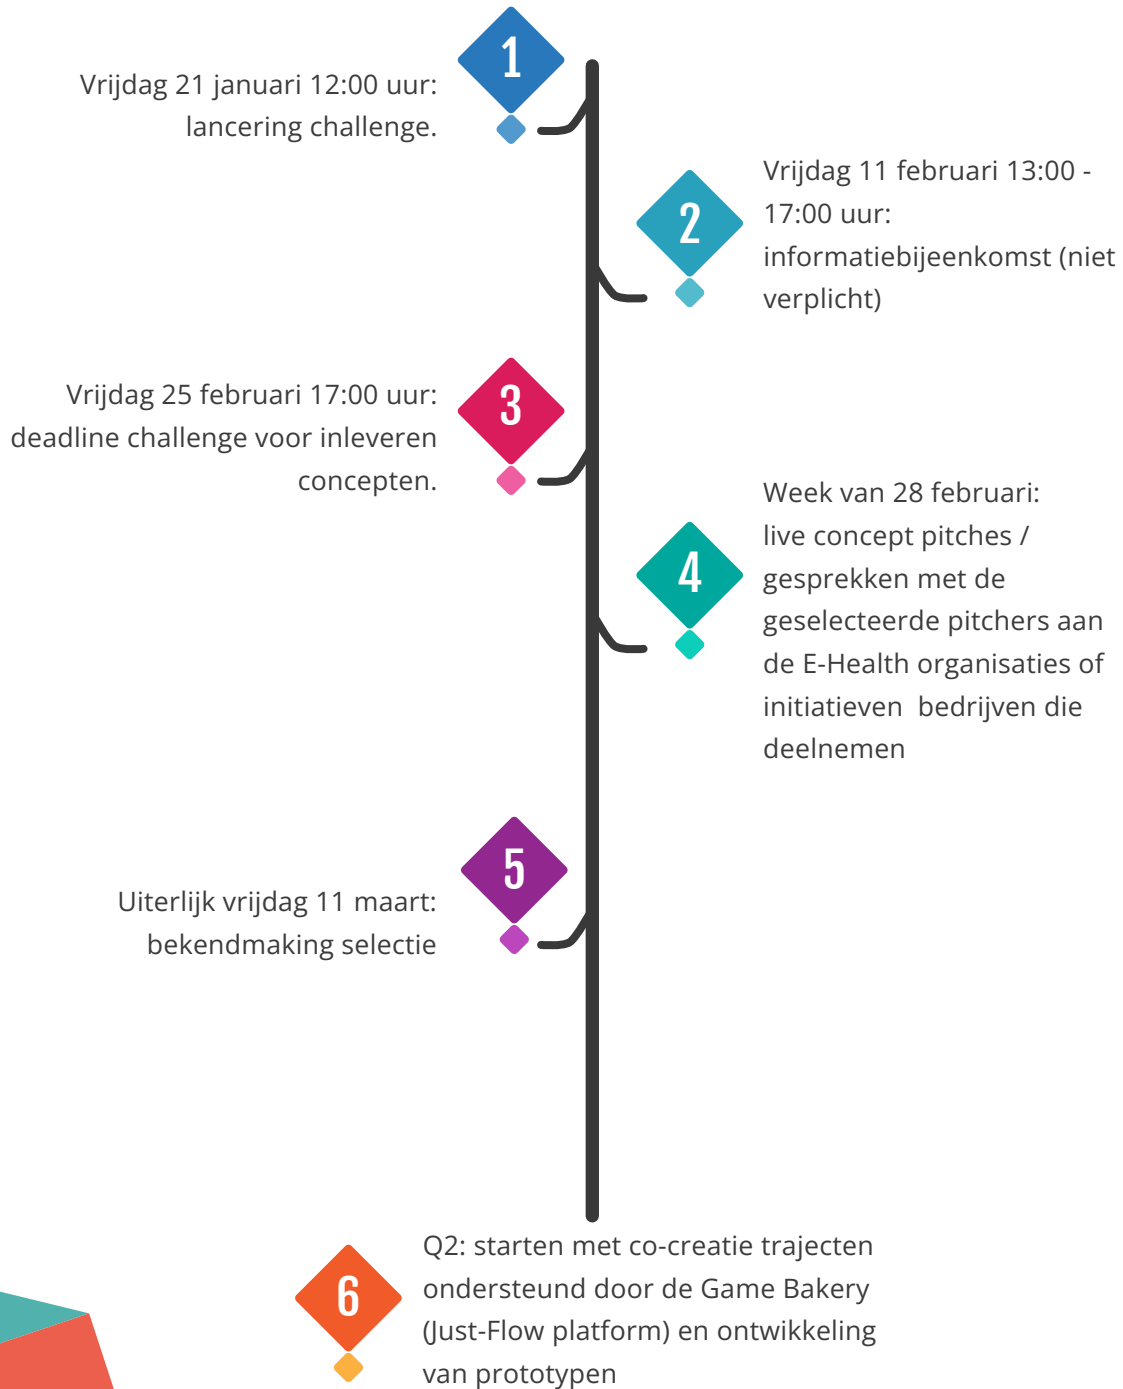 1
Vrijdag 21 januari 12:00 uur:
lancering challenge.
2
Vrijdag 11 februari 13:00 -
17:00 uur:
informatiebijeenkomst (niet
verplicht)
3
Vrijdag 25 februari 17:00 uur:
deadline challenge voor inleveren
concepten.
4
Week van 28 februari:
live concept pitches /
gesprekken met de
geselecteerde pitchers aan
de E-Health organisaties of
initiatieven  bedrijven die
deelnemen
5
Uiterlijk vrijdag 11 maart:
bekendmaking selectie
6
Q2: starten met co-creatie trajecten
ondersteund door de Game Bakery
(Just-Flow platform) en ontwikkeling
van prototypen